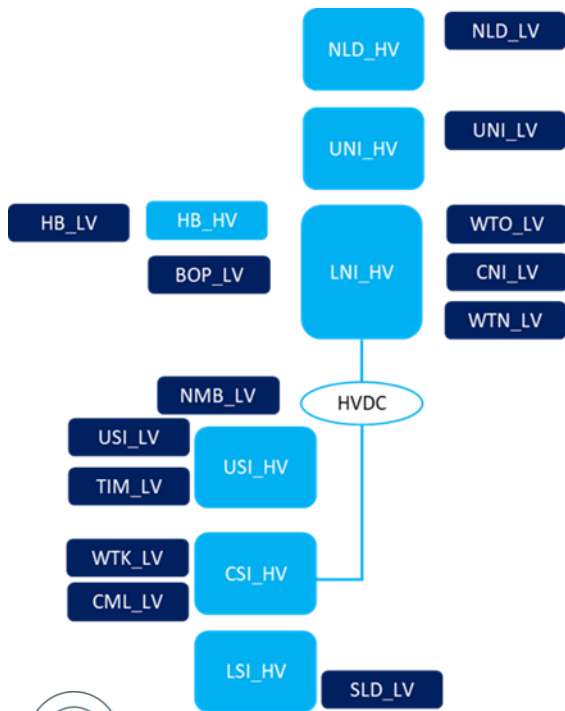 NLD_HV
NLD_LV
UNI_HV
UNI_LV
HB_LV
HB_HV
BOP_LV
LNI_HV
WTO_LV
CNI_LV
WTN_LV
NMB_LV
HVDC
USI_LV
TIM_LV
USI_HV
WTK_LV
CML_LV
CSI_HV
LSI_HV
SLD_LV